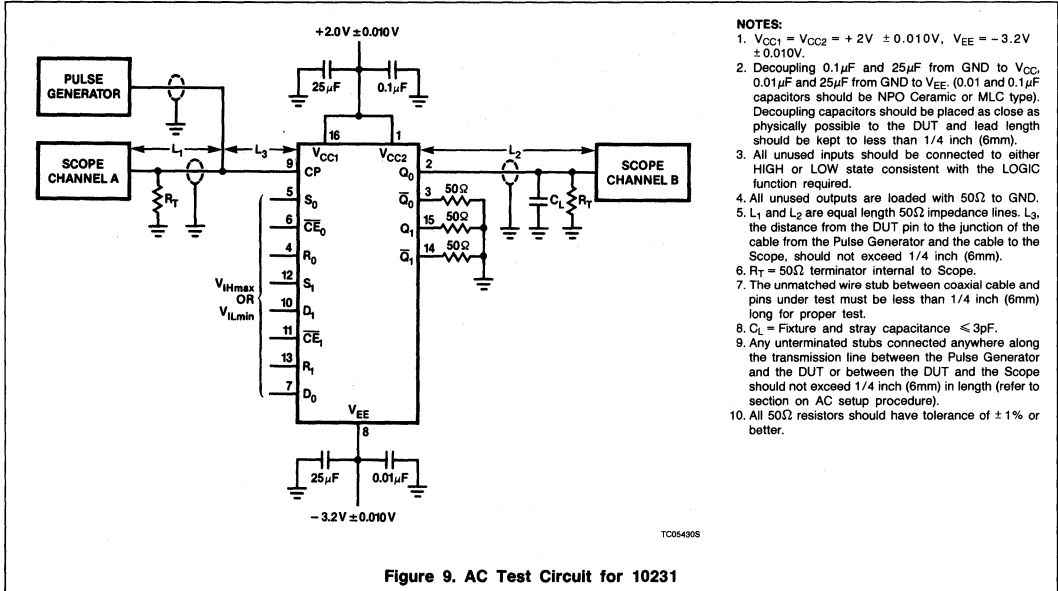 +2.0V ±0.010V
25μF
0.1μF
PULSE
GENERATOR
SCOPE
CHANNEL A
L1
L3
RT
16
1
VCC1
VCC2
9
CP
5
S0
6
CE0
4
R0
12
S1
10
D1
11
CE1
13
R1
7
D0
VIHmax
OR
VILmin
2
Q0
3
Q0
50Ω
15
Q1
50Ω
14
Q1
50Ω
L2
CL
RT
SCOPE
CHANNEL B
VEE
8
25μF
0.01μF
−3.2V ±0.010V
TC05430S
NOTES:
1. VCC1 = VCC2 = +2V ±0.010V, VEE = −3.2V
±0.010V.
2. Decoupling 0.1μF and 25μF from GND to VCC,
0.01μF and 25μF from GND to VEE. (0.01 and 0.1μF
capacitors should be NPO Ceramic or MLC type).
Decoupling capacitors should be placed as close as
physically possible to the DUT and lead length
should be kept to less than 1/4 inch (6mm).
3. All unused inputs should be connected to either
HIGH or LOW state consistent with the LOGIC
function required.
4. All unused outputs are loaded with 50Ω to GND.
5. L1 and L2 are equal length 50Ω impedance lines. L3,
the distance from the DUT pin to the junction of the
cable from the Pulse Generator and the cable to the
Scope, should not exceed 1/4 inch (6mm).
6. RT = 50Ω terminator internal to Scope.
7. The unmatched wire stub between coaxial cable and
pins under test must be less than 1/4 inch (6mm)
long for proper test.
8. CL = Fixture and stray capacitance ⩽ 3pF.
9. Any unterminated stubs connected anywhere along
the transmission line between the Pulse Generator
and the DUT or between the DUT and the Scope
should not exceed 1/4 inch (6mm) in length (refer to
section on AC setup procedure).
10. All 50Ω resistors should have tolerance of ±1% or
better.
Figure 9. AC Test Circuit for 10231